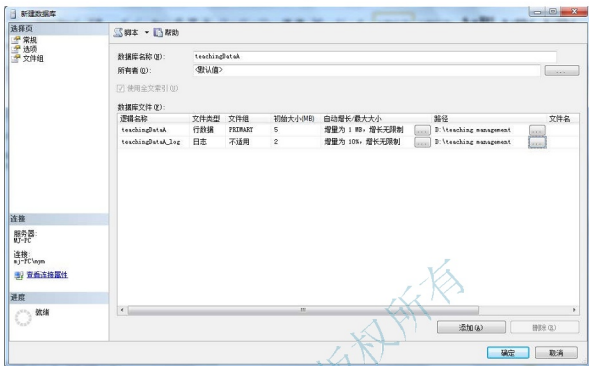 新建数据库
选择页
常规
选项
文件组
脚本 帮助
数据库名称(N): teachingDataA
所有者(O): <默认值>
使用全文索引(U)
数据库文件(F):
逻辑名称 文件类型 文件组 初始大小(MB) 自动增长/最大大小 路径 文件名
teachingDataA 行数据 PRIMARY 5 增量为 1 MB，增长无限制 ... D:\teaching management ...
teachingDataA_log 日志 不适用 2 增量为 10%，增长无限制 ... D:\teaching management ...
连接
服务器:
MJ-PC
连接:
mj-PC\mym
查看连接属性
进度
就绪
添加(A) 删除(R)
确定 取消
版权所有